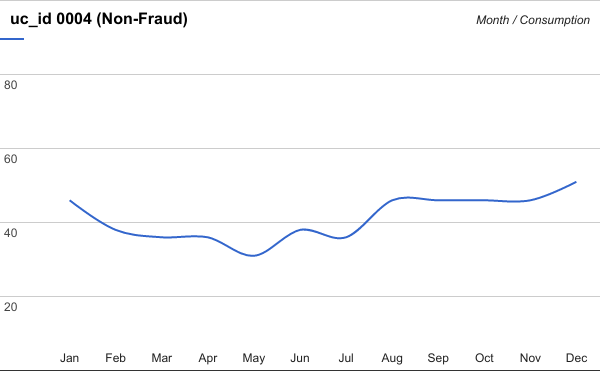 uc_id 0004 (Non-Fraud)
Month / Consumption
80
60
40
20
Jan Feb Mar Apr May Jun Jul Aug Sep Oct Nov Dec